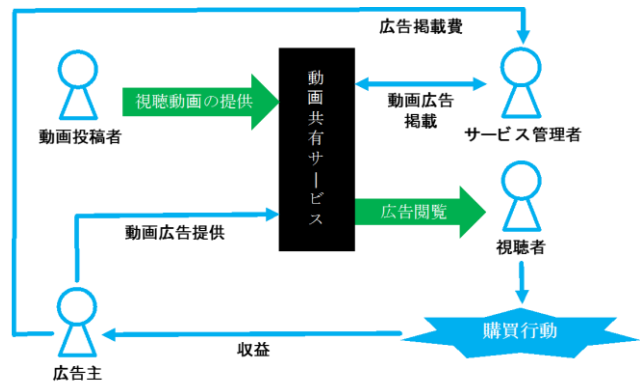 広告掲載費
視聴動画の提供
動画投稿者
動画共有サービス
動画広告
掲載
サービス管理者
広告閲覧
視聴者
動画広告提供
購買行動
収益
広告主